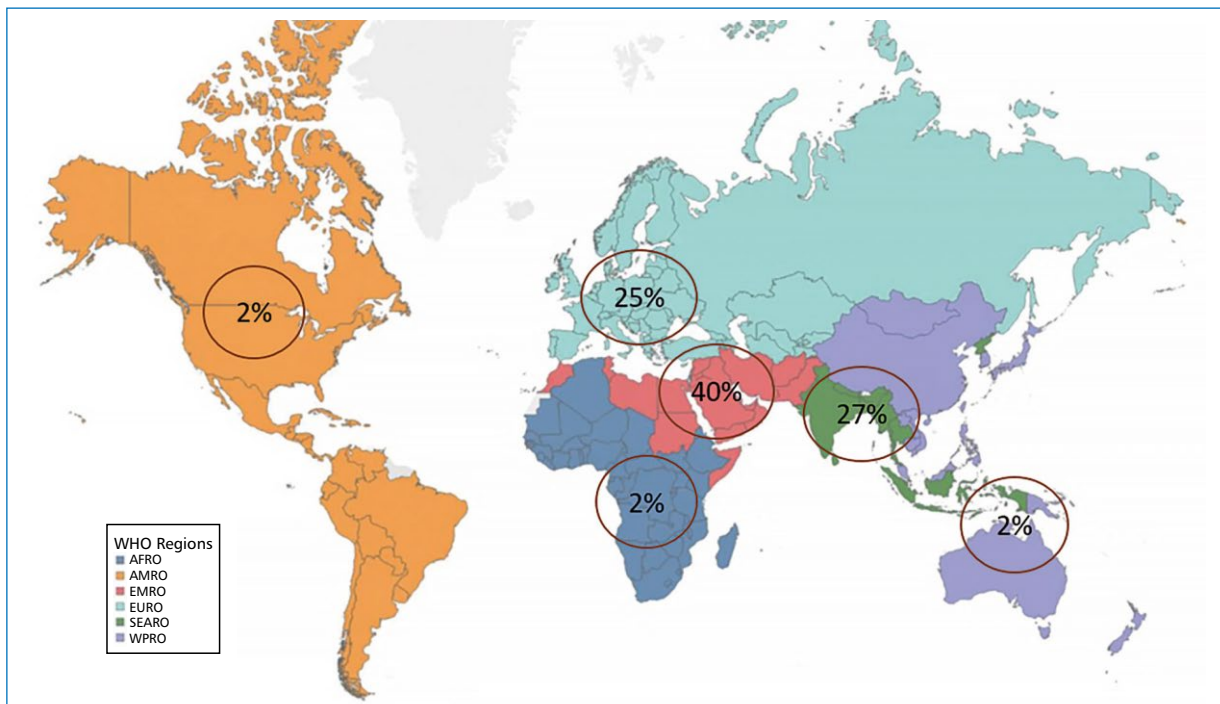 25%
2%
40%
27%
2%
2%
WHO Regions
AFRO
AMRO
EMRO
EURO
SEARO
WPRO